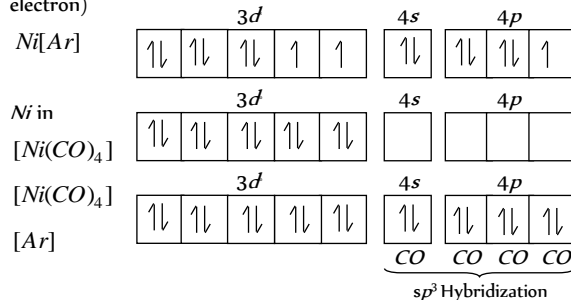 electron)
3d 4s 4p
Ni[Ar] ⥮ ⥮ ⥮ ↿ ↿ ⥮ ⥮ ⥮ ↿
3d 4s 4p
Ni in
[Ni(CO)₄] ⥮ ⥮ ⥮ ⥮ ⥮
[Ni(CO)₄] 3d 4s 4p
[Ar] ⥮ ⥮ ⥮ ⥮ ⥮ ⥮ ⥮ ⥮ ⥮
CO CO CO CO
sp³ Hybridization